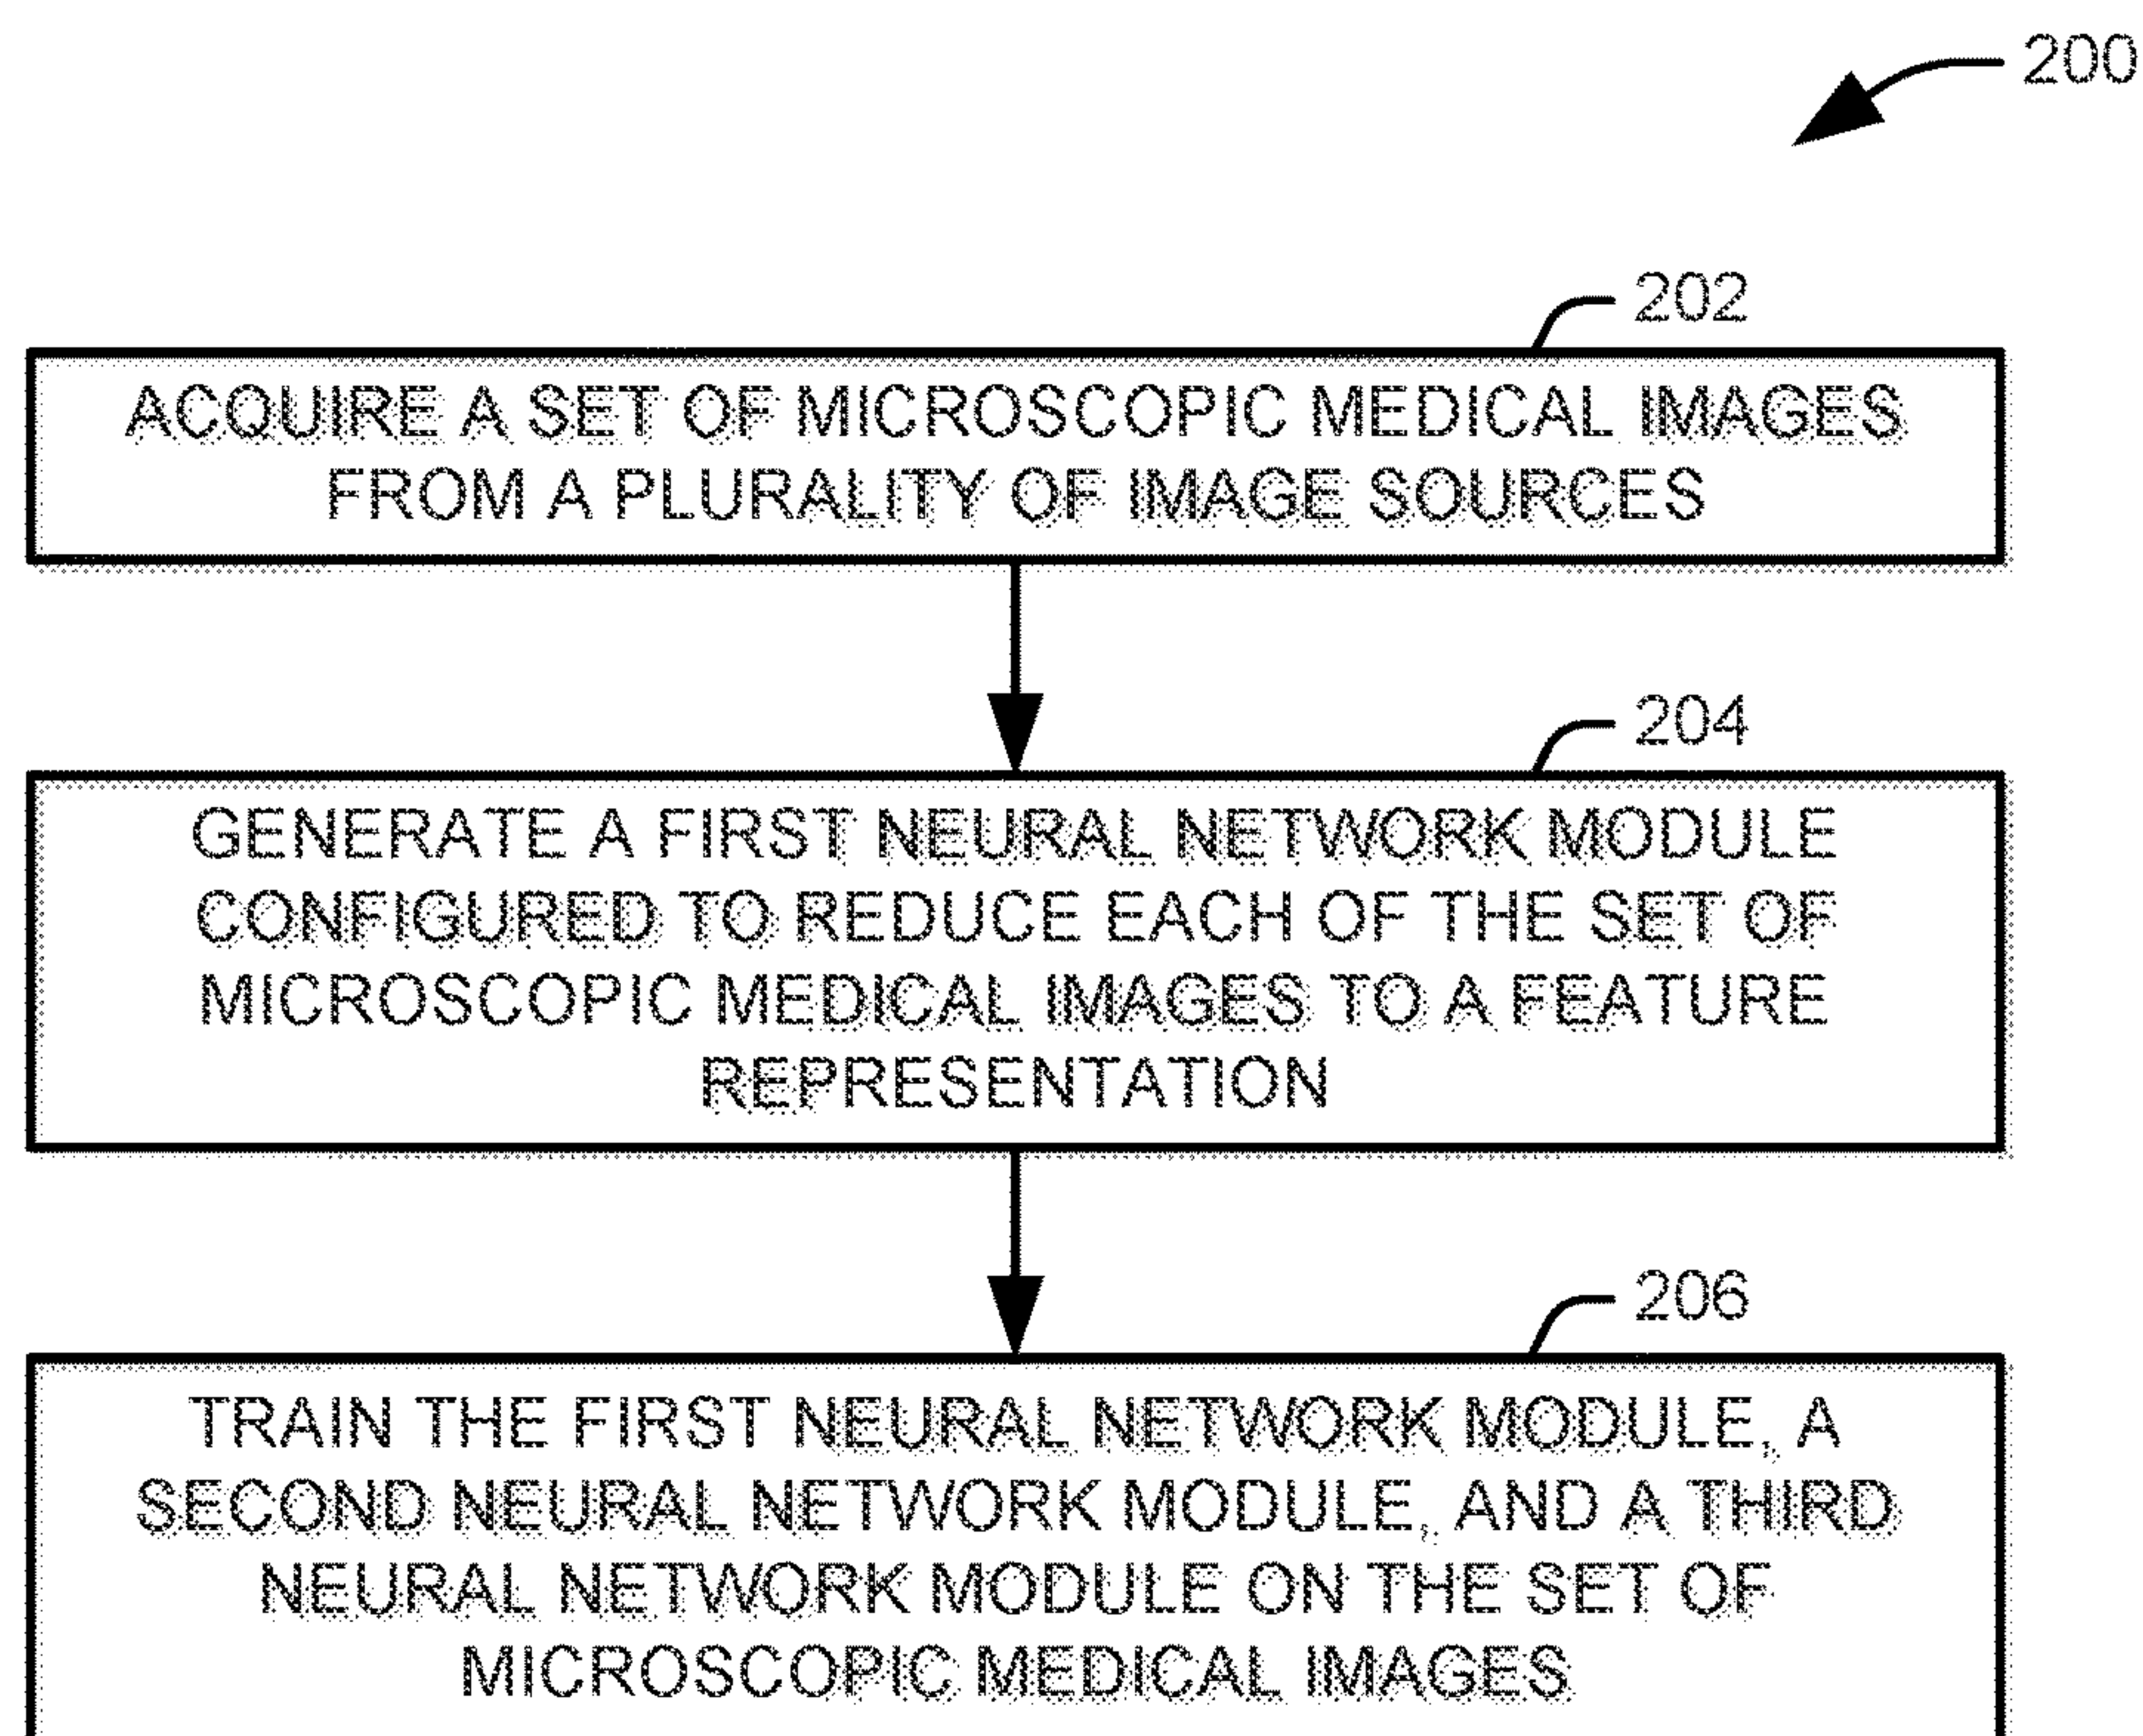 200
202
ACQUIRE A SET OF MICROSCOPIC MEDICAL IMAGES
FROM A PLURALITY OF IMAGE SOURCES
204
GENERATE A FIRST NEURAL NETWORK MODULE
CONFIGURED TO REDUCE EACH OF THE SET OF
MICROSCOPIC MEDICAL IMAGES TO A FEATURE
REPRESENTATION
206
TRAIN THE FIRST NEURAL NETWORK MODULE, A
SECOND NEURAL NETWORK MODULE, AND A THIRD
NEURAL NETWORK MODULE ON THE SET OF
MICROSCOPIC MEDICAL IMAGES